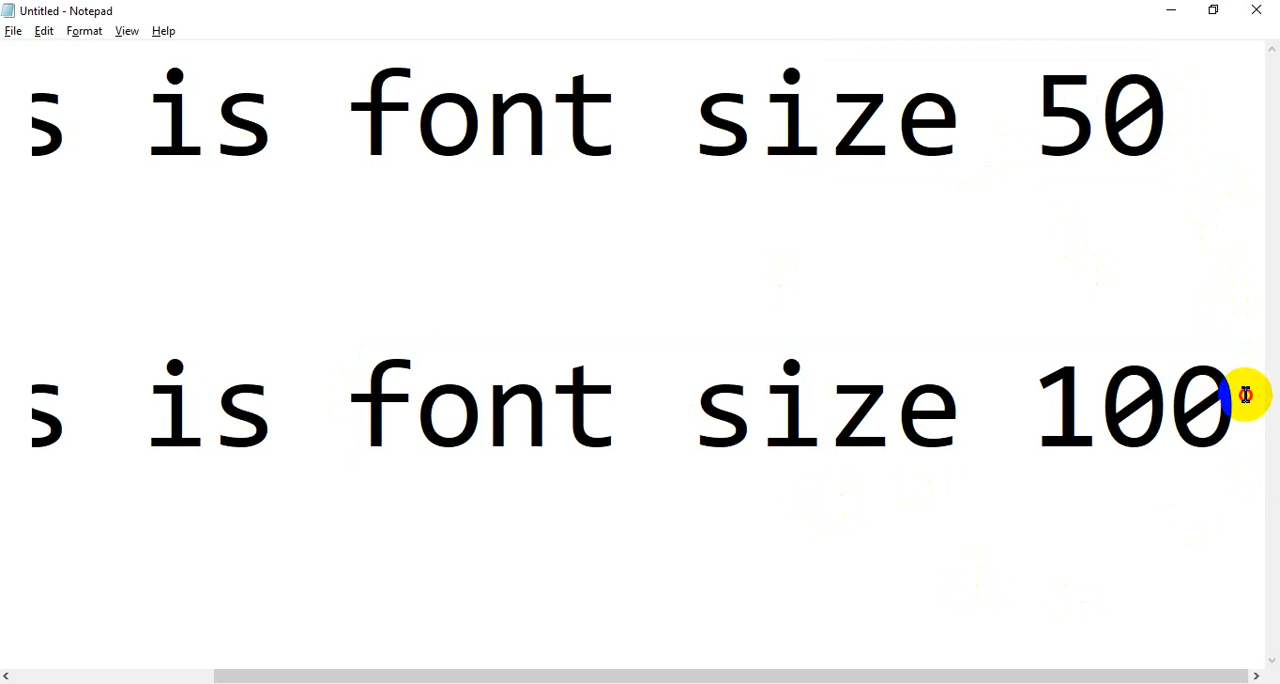 Untitled - Notepad
File Edit Format View Help
s is font size 50
s is font size 100